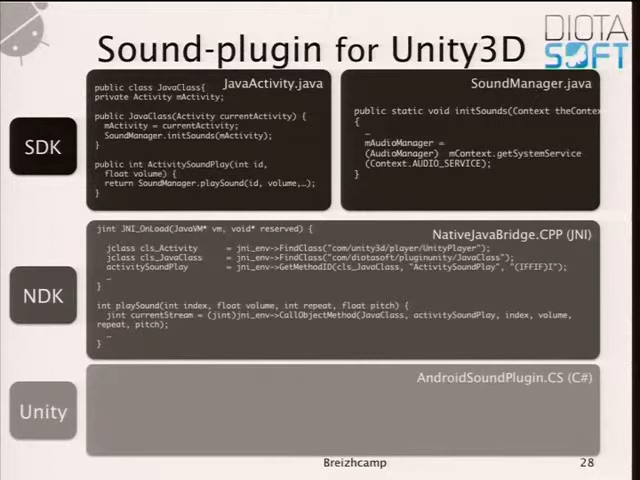 DIOTA
SOFT
Sound-plugin for Unity3D
SDK
JavaActivity.java
public class JavaClass{
private Activity mActivity;
public JavaClass(Activity currentActivity) {
mActivity = currentActivity;
SoundManager.initSounds(mActivity);
}
public int ActivitySoundPlay(int id,
float volume) {
return SoundManager.playSound(id, volume,…);
}
SoundManager.java
public static void initSounds(Context theContex
{
…
mAudioManager =
(AudioManager) mContext.getSystemService
(Context.AUDIO_SERVICE);
}
NDK
NativeJavaBridge.CPP (JNI)
jint JNI_OnLoad(JavaVM* vm, void* reserved) {
jclass cls_Activity = jni_env->FindClass("com/unity3d/player/UnityPlayer");
jclass cls_JavaClass = jni_env->FindClass("com/diotasoft/pluginunity/JavaClass");
activitySoundPlay = jni_env->GetMethodID(cls_JavaClass, "ActivitySoundPlay", "(IFFIF)I");
…
}
int playSound(int index, float volume, int repeat, float pitch) {
jint currentStream = (jint)jni_env->CallObjectMethod(JavaClass, activitySoundPlay, index, volume,
repeat, pitch);
…
}
Unity
AndroidSoundPlugin.CS (C#)
Breizhcamp
28